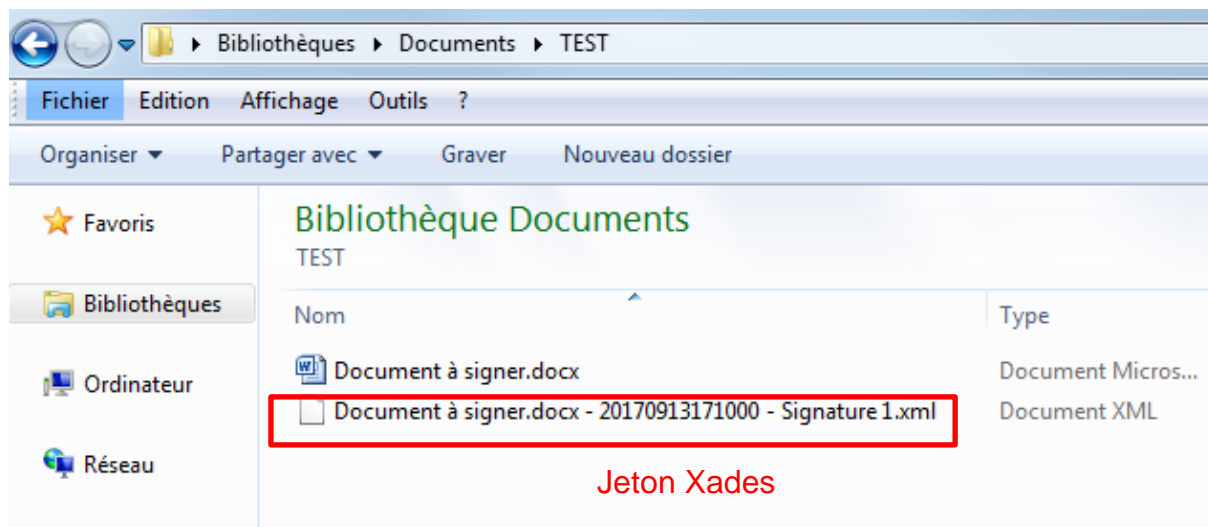 Bibliothèques Documents TEST
Fichier Edition Affichage Outils ?
Organiser Partager avec Graver Nouveau dossier
Favoris
Bibliothèques
Ordinateur
Réseau
Bibliothèque Documents
TEST
Nom Type
Document à signer.docx Document Micros...
Document à signer.docx - 20170913171000 - Signature 1.xml Document XML
Jeton Xades